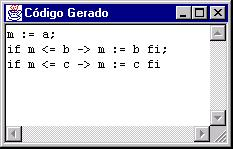 Código Gerado
m := a;
if m <= b -> m := b fi;
if m <= c -> m := c fi